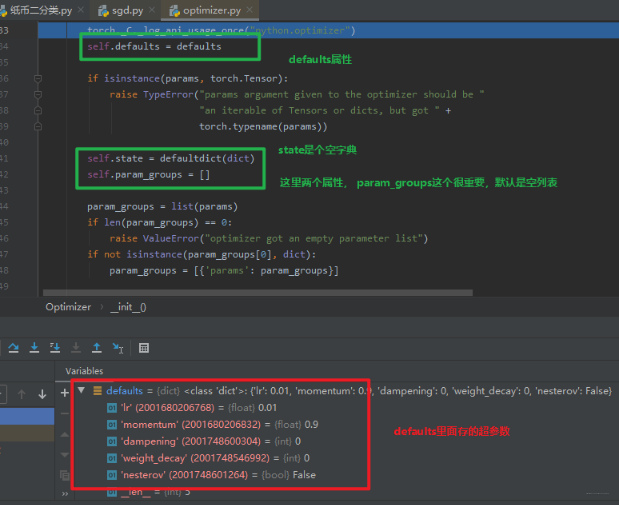 纸币二分类.py × sgd.py × optimizer.py ×
33 torch._C._log_api_usage_once("python.optimizer")
34 self.defaults = defaults
defaults属性
36 if isinstance(params, torch.Tensor):
37 raise TypeError("params argument given to the optimizer should be "
38 "an iterable of Tensors or dicts, but got " +
39 torch.typename(params))
state是个空字典
41 self.state = defaultdict(dict)
42 self.param_groups = []
这里两个属性， param_groups这个很重要，默认是空列表
44 param_groups = list(params)
45 if len(param_groups) == 0:
46 raise ValueError("optimizer got an empty parameter list")
47 if not isinstance(param_groups[0], dict):
48 param_groups = [{'params': param_groups}]
49
Optimizer › __init__()
Variables
defaults = {dict} <class 'dict'>: {'lr': 0.01, 'momentum': 0.9, 'dampening': 0, 'weight_decay': 0, 'nesterov': False}
'lr' (2001680206768) = {float} 0.01
'momentum' (2001680206832) = {float} 0.9
defaults里面存的超参数
'dampening' (2001748600304) = {int} 0
'weight_decay' (2001748546992) = {int} 0
'nesterov' (2001748601264) = {bool} False
__len__ = {int} 5